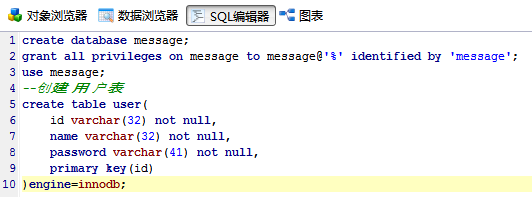 对象浏览器 数据浏览器 SQL编辑器 图表
1 create database message;
2 grant all privileges on message to message@'%' identified by 'message';
3 use message;
4 --创建用户表
5 create table user(
6 id varchar(32) not null,
7 name varchar(32) not null,
8 password varchar(41) not null,
9 primary key(id)
10 )engine=innodb;